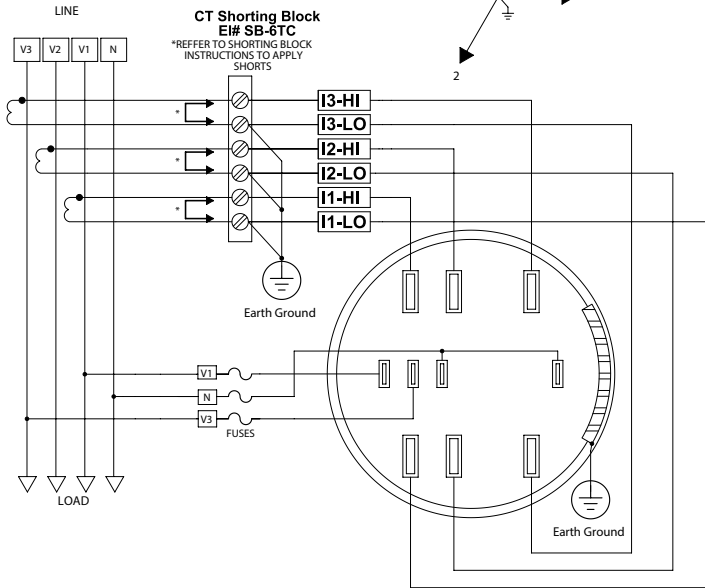 LINE
V3 V2 V1 N
CT Shorting Block
EI# SB-6TC
*REFFER TO SHORTING BLOCK
INSTRUCTIONS TO APPLY
SHORTS
2
*
*
*
I3-HI
I3-LO
I2-HI
I2-LO
I1-HI
I1-LO
Earth Ground
V1
N
V3
FUSES
LOAD
Earth Ground